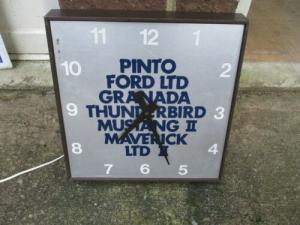 11 12 1
10 2
9 3
8 4
7 6 5
PINTO
FORD LTD
GRANADA
THUNDERBIRD
MUSTANG II
MAVERICK
LTD II